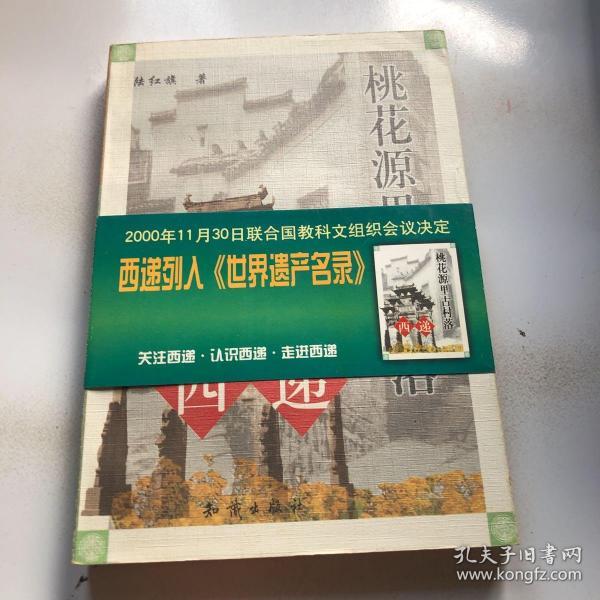 陆红旗 著
桃花源里
2000年11月30日联合国教科文组织会议决定
西递列入《世界遗产名录》
关注西递·认识西递·走进西递
桃花源里古村落
西递
落
西递
知识出版社
孔夫子旧书网
www.kongfz.com